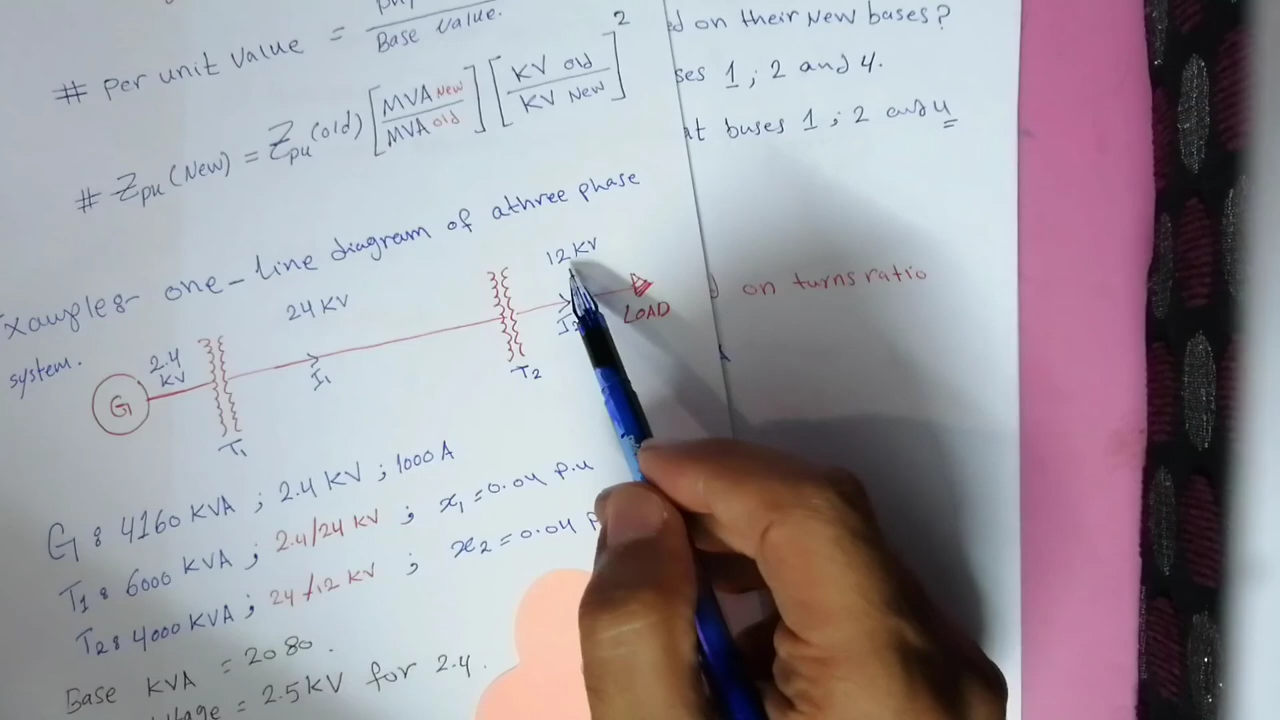 Base value.
# per unit value =
# Zpu (New) = Zpu (old) [MVA New / MVA old] [KV old / KV New]²
Examples- one-line diagram of athree phase
system.
24 KV
12 KV
2.4
KV
G
T1
I1
T2
LOAD
G : 4160 KVA ; 2.4 KV ; 1000 A
T1 : 6000 KVA ; 2.4/24 KV ; x1 = 0.04 p.u
T2 : 4000 KVA ; 24/12 KV ; x2 = 0.04 p
Base KVA = 2080.
= 2.5 KV for 2.4.
on their New bases?
1 ; 2 and 4.
at buses 1 ; 2 and 4
on turns ratio